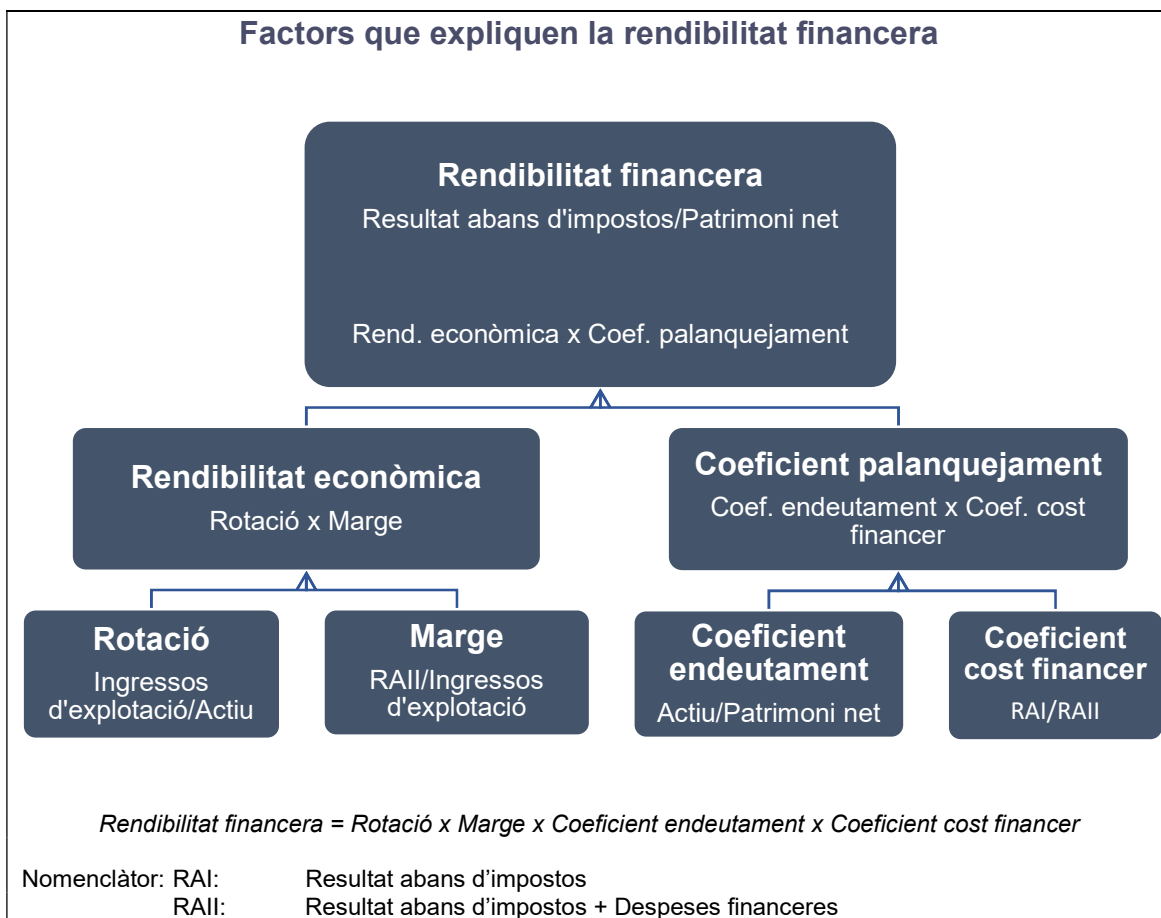 Factors que expliquen la rendibilitat financera
Rendibilitat financera
Resultat abans d'impostos/Patrimoni net
Rend. econòmica x Coef. palanquejament
Rendibilitat econòmica
Rotació x Marge
Coeficient palanquejament
Coef. endeutament x Coef. cost
financer
Rotació
Ingressos
d'explotació/Actiu
Marge
RAII/Ingressos
d'explotació
Coeficient
endeutament
Actiu/Patrimoni net
Coeficient
cost financer
RAI/RAII
Rendibilitat financera = Rotació x Marge x Coeficient endeutament x Coeficient cost financer
Nomenclàtor: RAI: Resultat abans d’impostos
RAII: Resultat abans d’impostos + Despeses financeres